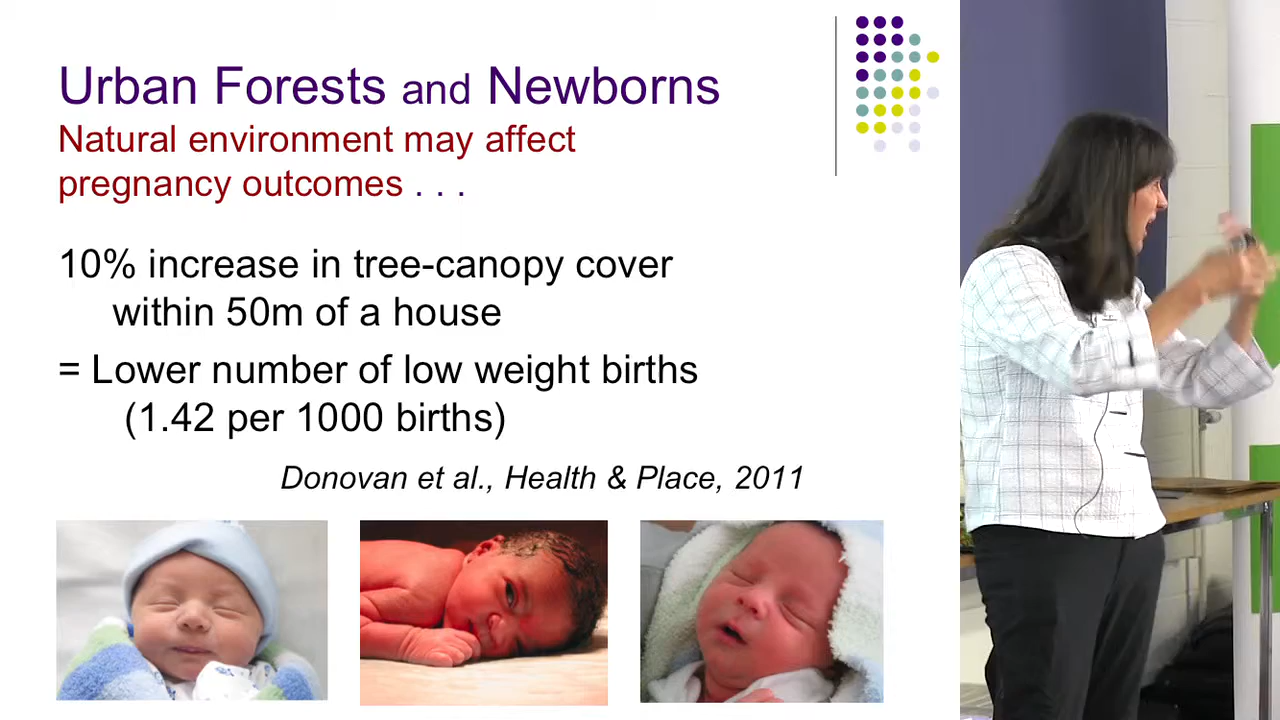 Urban Forests and Newborns
Natural environment may affect
pregnancy outcomes . . .
10% increase in tree-canopy cover
within 50m of a house
= Lower number of low weight births
(1.42 per 1000 births)
Donovan et al., Health & Place, 2011